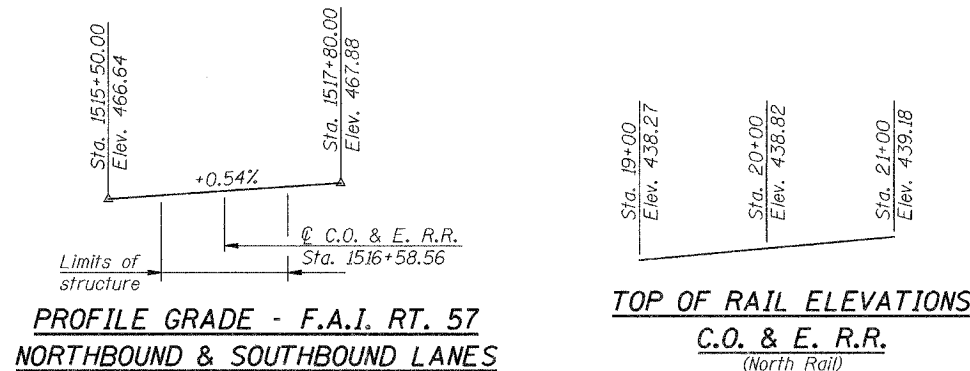 Sta. 1515+50.00
Elev. 466.64
Sta. 1517+80.00
Elev. 467.88
+0.54%
℄ C.O. & E. R.R.
Sta. 1516+58.56
Limits of
structure
PROFILE GRADE - F.A.I. RT. 57
NORTHBOUND & SOUTHBOUND LANES
Sta. 19+00
Elev. 438.27
Sta. 20+00
Elev. 438.82
Sta. 21+00
Elev. 439.18
TOP OF RAIL ELEVATIONS
C.O. & E. R.R.
(North Rail)